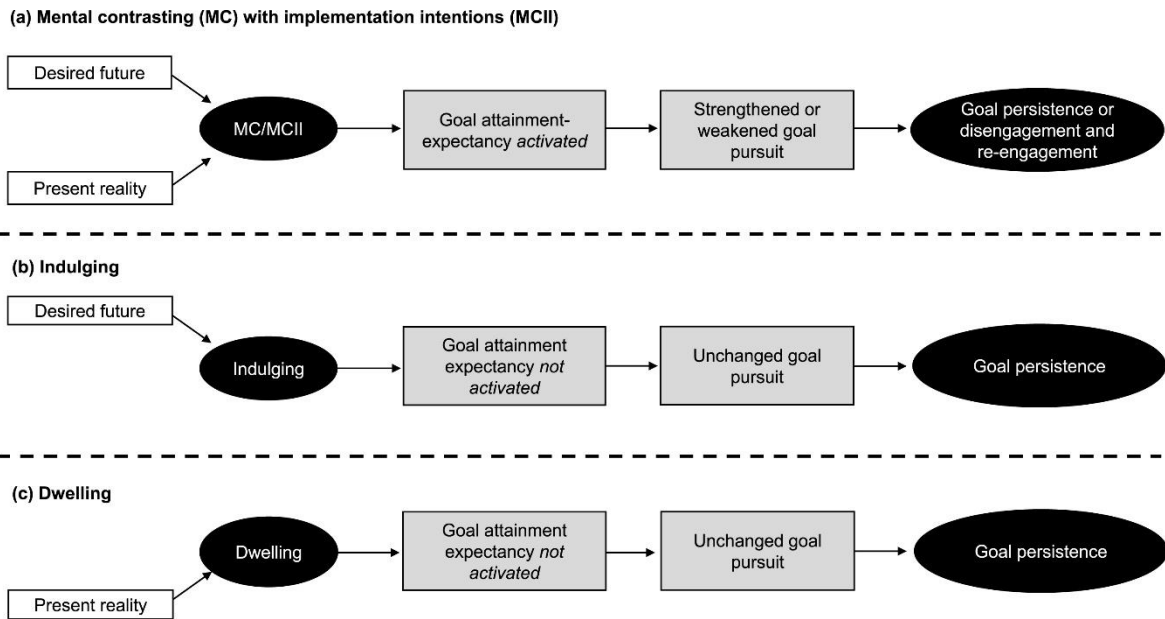 (a) Mental contrasting (MC) with implementation intentions (MCII)
Desired future
Present reality
MC/MCII
Goal attainment-
expectancy activated
Strengthened or
weakened goal
pursuit
Goal persistence or
disengagement and
re-engagement
(b) Indulging
Desired future
Indulging
Goal attainment
expectancy not
activated
Unchanged goal
pursuit
Goal persistence
(c) Dwelling
Present reality
Dwelling
Goal attainment
expectancy not
activated
Unchanged goal
pursuit
Goal persistence